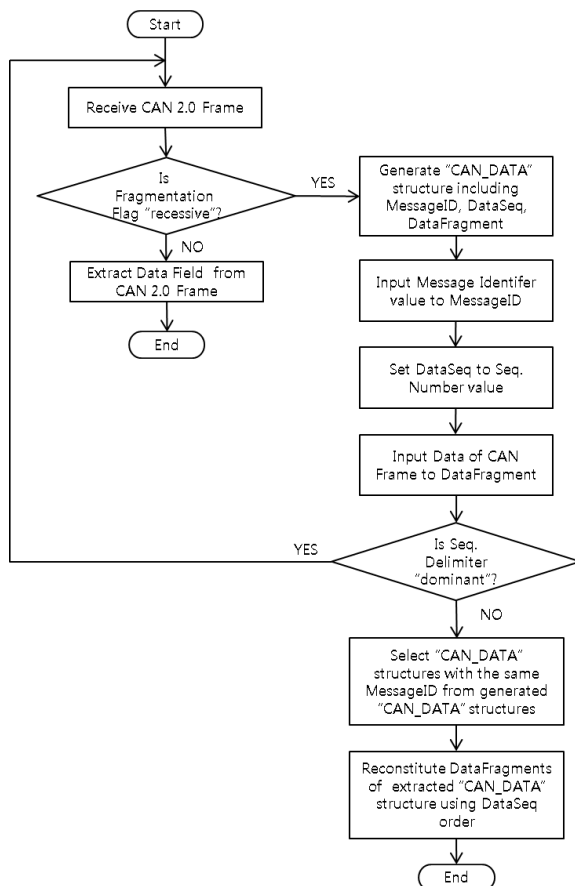 Start
Receive CAN 2.0 Frame
Is
Fragmentation
Flag "recessive"?
YES
NO
Extract Data Field from
CAN 2.0 Frame
End
Generate "CAN_DATA"
structure including
MessageID, DataSeq,
DataFragment
Input Message Identifer
value to MessageID
Set DataSeq to Seq.
Number value
Input Data of CAN
Frame to DataFragment
Is Seq.
Delimiter
"dominant"?
YES
NO
Select "CAN_DATA"
structures with the same
MessageID from generated
"CAN_DATA" structures
Reconstitute DataFragments
of extracted "CAN_DATA"
structure using DataSeq
order
End